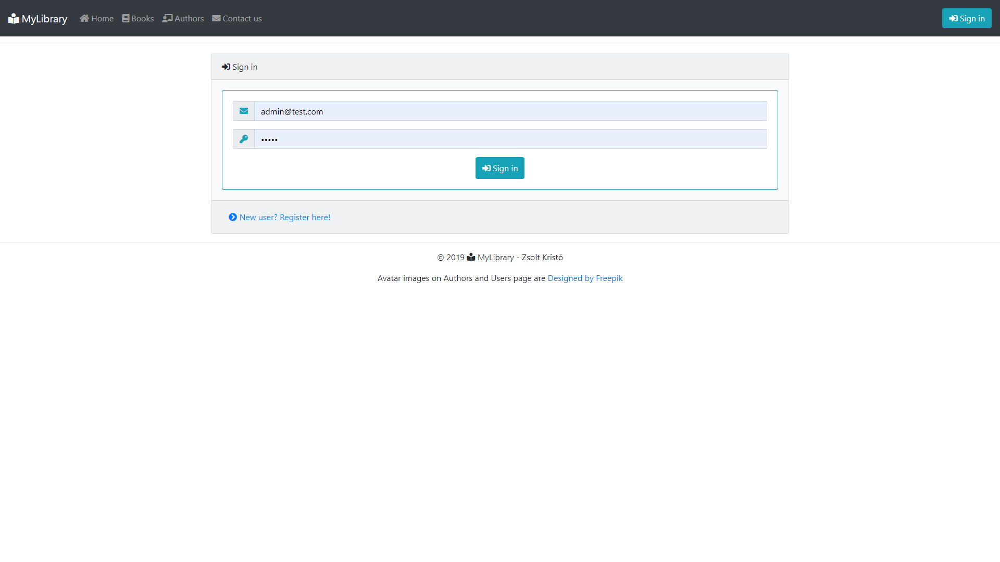 MyLibrary Home Books Authors Contact us Sign in
Sign in
admin@test.com
•••••
Sign in
New user? Register here!
© 2019 MyLibrary - Zsolt Kristó
Avatar images on Authors and Users page are Designed by Freepik